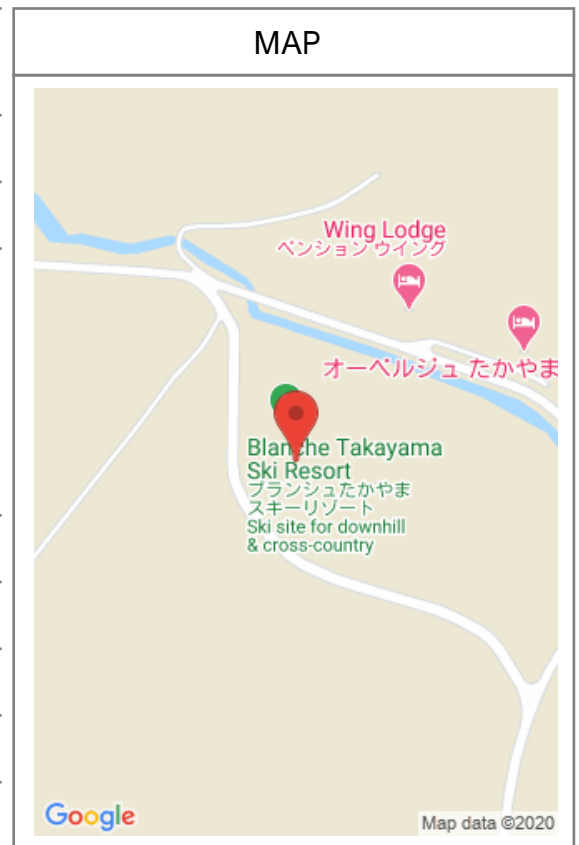 MAP
Wing Lodge
ペンション ウイング
オーベルジュ たかやま
Blanche Takayama
Ski Resort
ブランシュたかやま
スキーリゾート
Ski site for downhill
& cross-country
Google
Map data ©2020